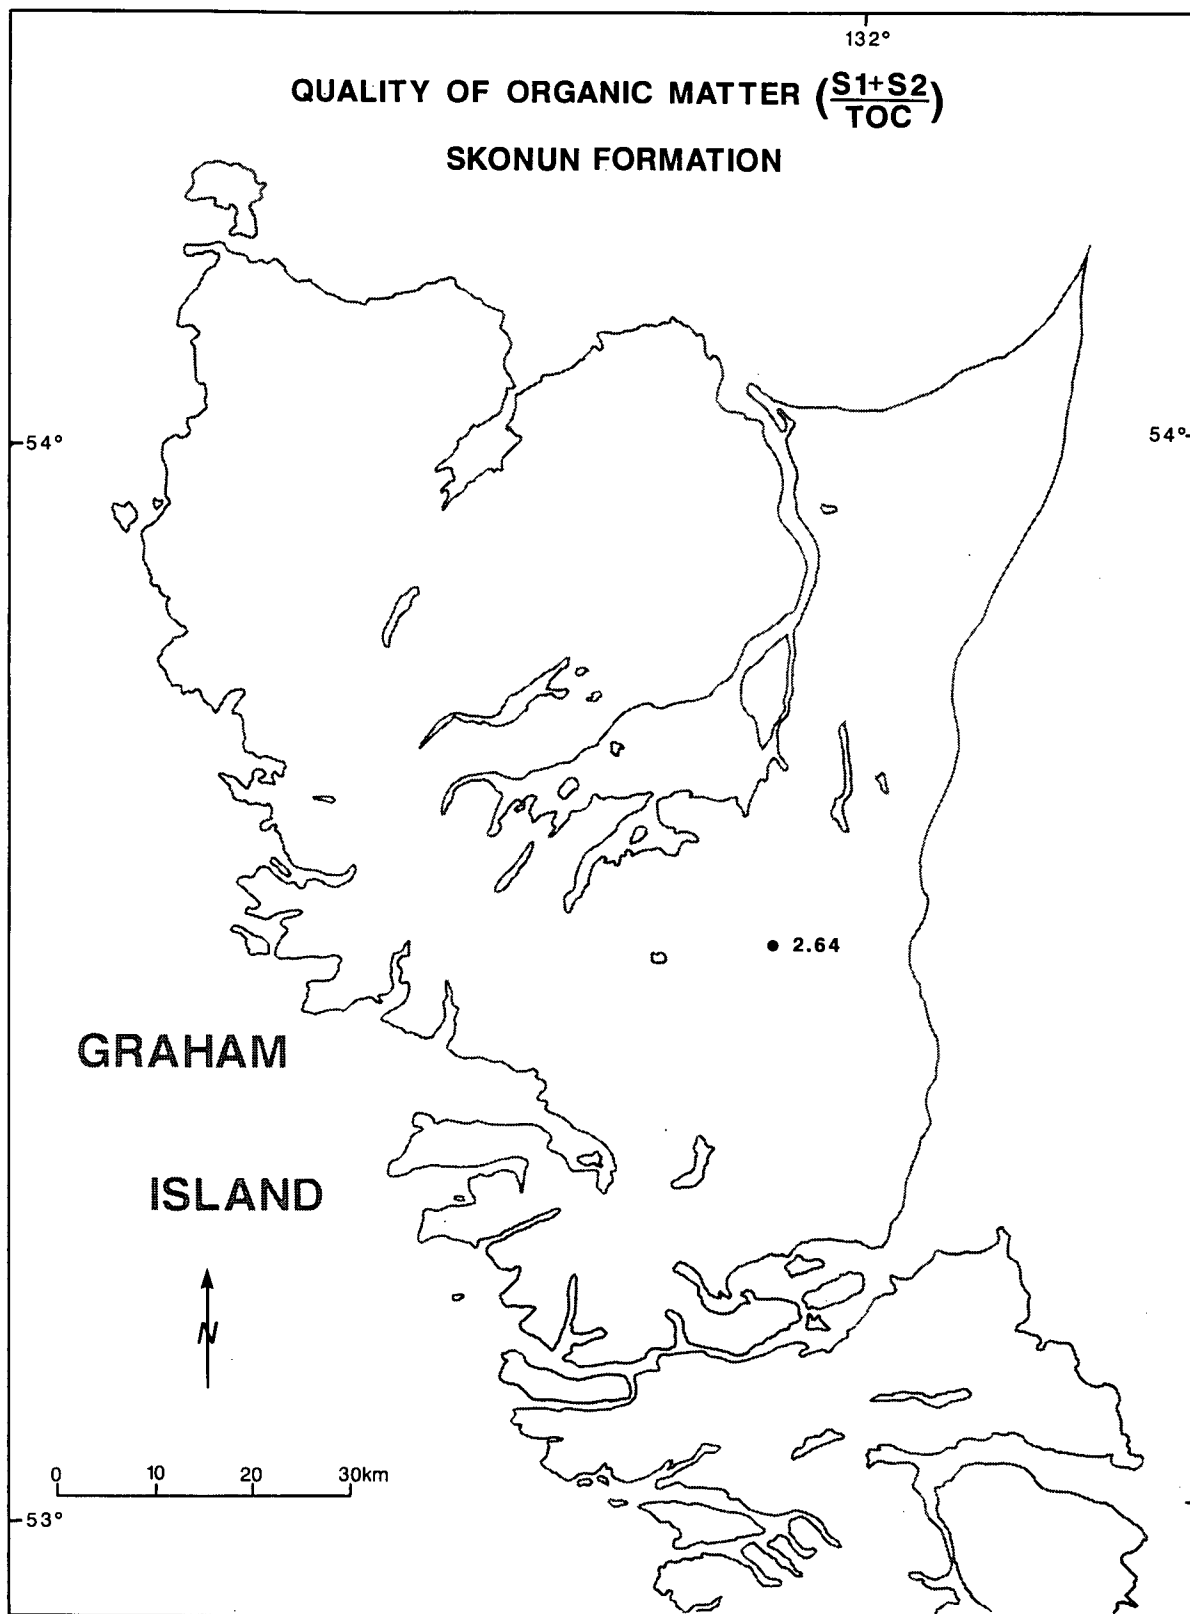 132°
QUALITY OF ORGANIC MATTER (S1+S2/TOC)
SKONUN FORMATION
54° 54°
2.64
GRAHAM
ISLAND
N
0 10 20 30km
53°